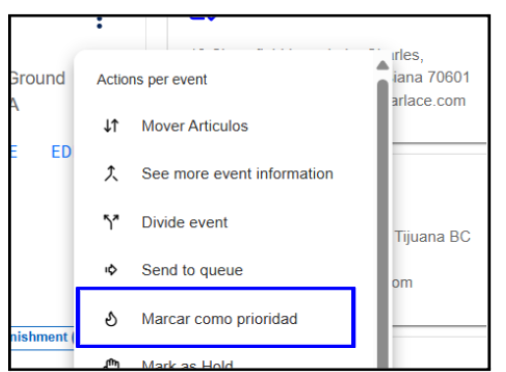 iana 70601
arlace.com
Ground
A
E ED
Actions per event
Mover Articulos
See more event information
Divide event
Send to queue
Marcar como prioridad
Mark as Hold
Tijuana BC
om
nishment (